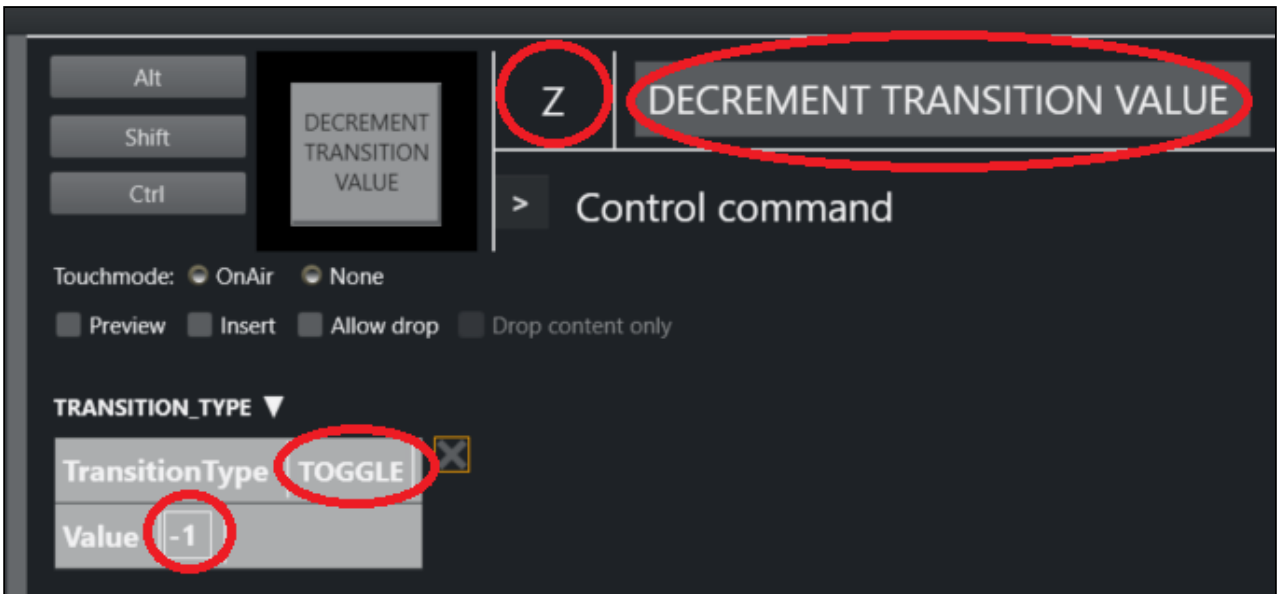 Alt
Shift
Ctrl
DECREMENT
TRANSITION
VALUE
Z
DECREMENT TRANSITION VALUE
> Control command
Touchmode: OnAir None
Preview Insert Allow drop Drop content only
TRANSITION_TYPE ▼
TransitionType TOGGLE
Value -1